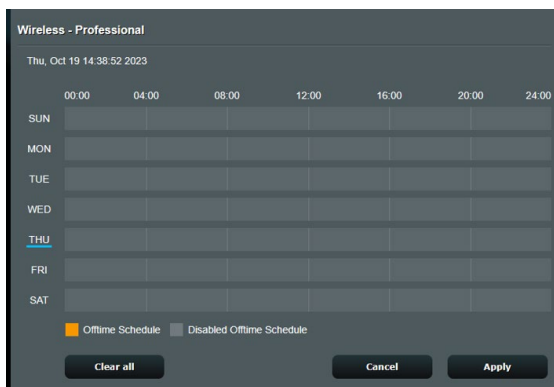 Wireless - Professional
Thu, Oct 19 14:38:52 2023
00:00 04:00 08:00 12:00 16:00 20:00 24:00
SUN
MON
TUE
WED
THU
FRI
SAT
Offtime Schedule Disabled Offtime Schedule
Clear all Cancel Apply